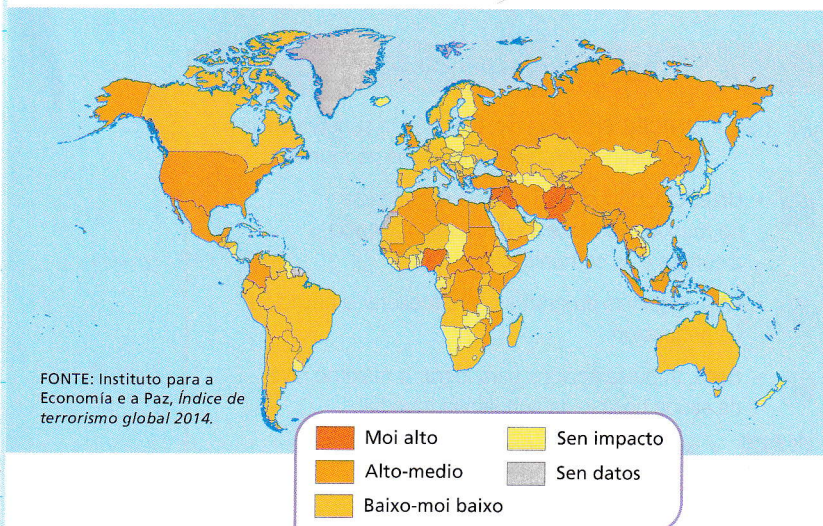 FONTE: Instituto para a
Economía e a Paz, Índice de
terrorismo global 2014.
Moi alto
Alto-medio
Baixo-moi baixo
Sen impacto
Sen datos